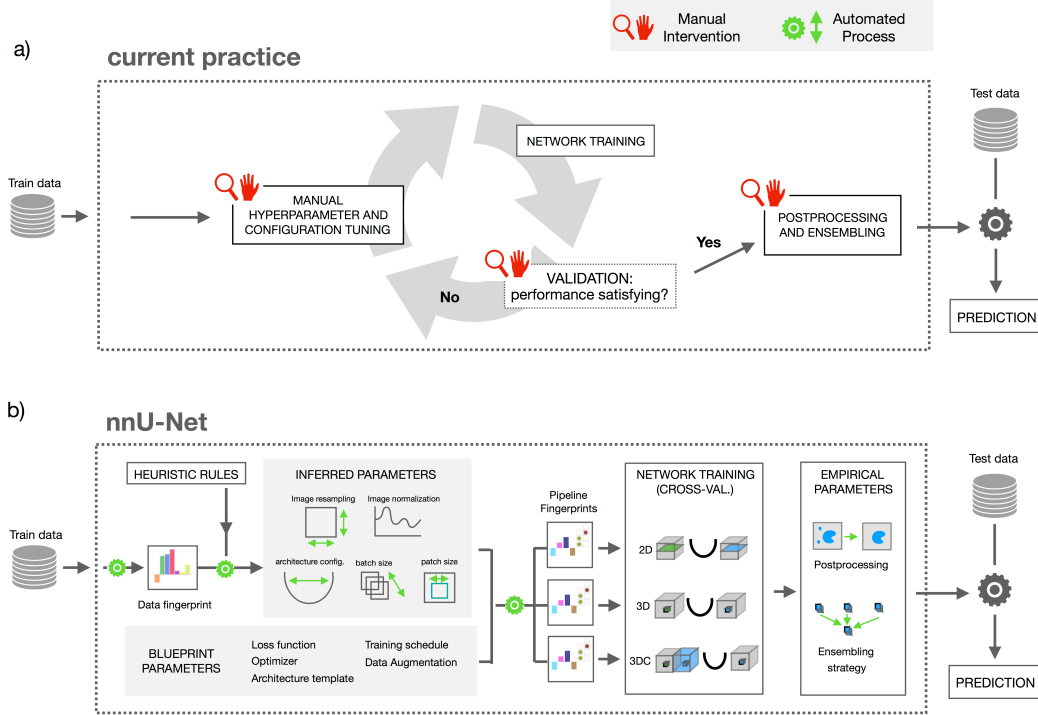 Manual
Intervention
Automated
Process
a)
current practice
Test data
NETWORK TRAINING
Train data
MANUAL
HYPERPARAMETER AND
CONFIGURATION TUNING
POSTPROCESSING
AND ENSEMBLING
Yes
VALIDATION:
performance satisfying?
No
PREDICTION
b)
nnU-Net
Test data
HEURISTIC RULES
INFERRED PARAMETERS
Image resampling
Image normalization
Pipeline
Fingerprints
NETWORK TRAINING
(CROSS-VAL.)
EMPIRICAL
PARAMETERS
Train data
2D
architecture config.
batch size
patch size
Postprocessing
Data fingerprint
3D
BLUEPRINT
PARAMETERS
Loss function
Optimizer
Architecture template
Training schedule
Data Augmentation
3DC
Ensembling
strategy
PREDICTION